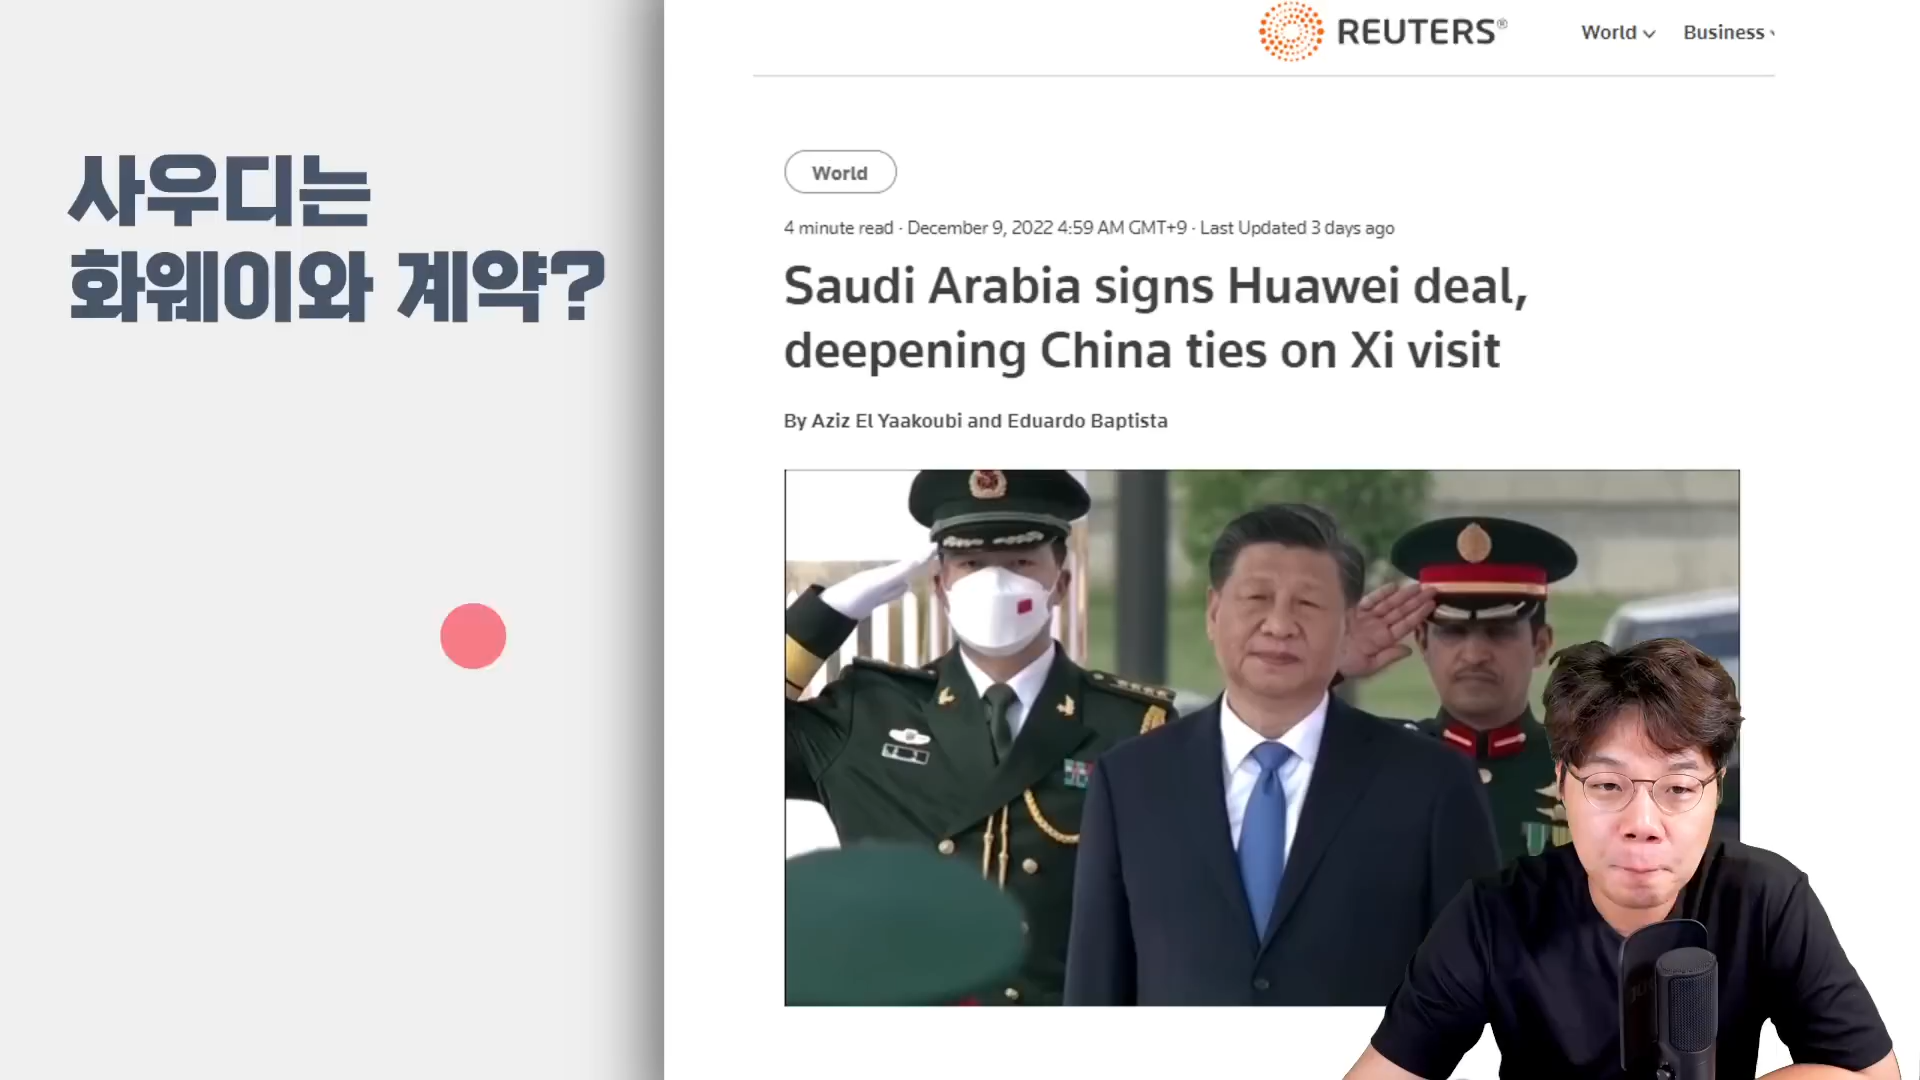 사우디는
화웨이와 계약?
REUTERS®
World
Business
World
4 minute read · December 9, 2022 4:59 AM GMT+9 · Last Updated 3 days ago
Saudi Arabia signs Huawei deal,
deepening China ties on Xi visit
By Aziz El Yaakoubi and Eduardo Baptista